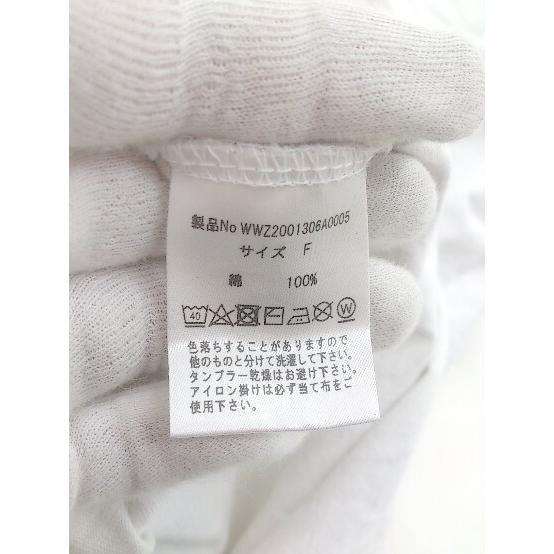 製品No WWZ2001306A0005
サイズ F
綿 100%
40 W
色落ちすることがありますので
他のものと分けて洗濯して下さい。
タンブラー乾燥はお避け下さい。
アイロン掛けは必ず当て布をご
使用下さい。